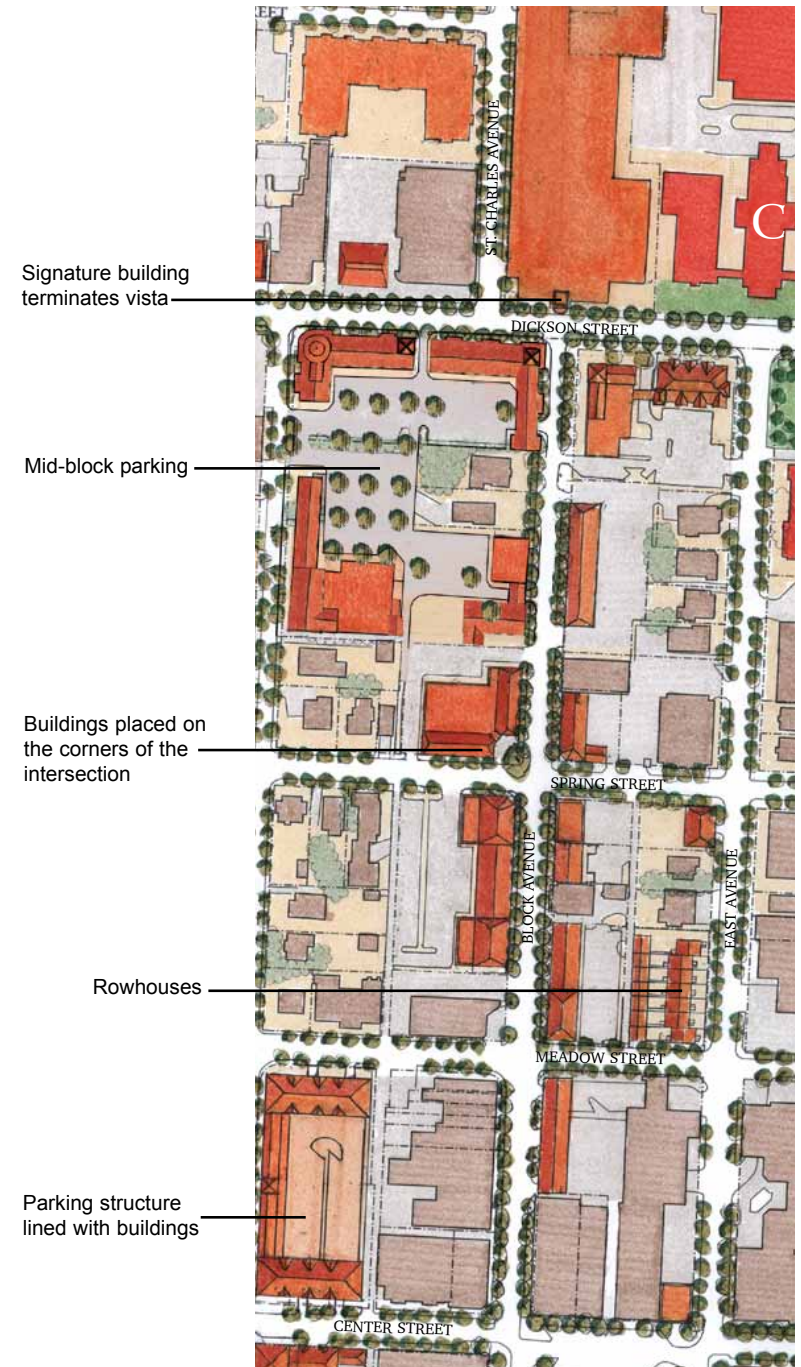 EET
ST. CHARLES AVENUE
C
Signature building
terminates vista
DICKSON STREET
Mid-block parking
Buildings placed on
the corners of the
intersection
SPRING STREET
BLOCK AVENUE
EAST AVENUE
Rowhouses
MEADOW STREET
Parking structure
lined with buildings
CENTER STREET